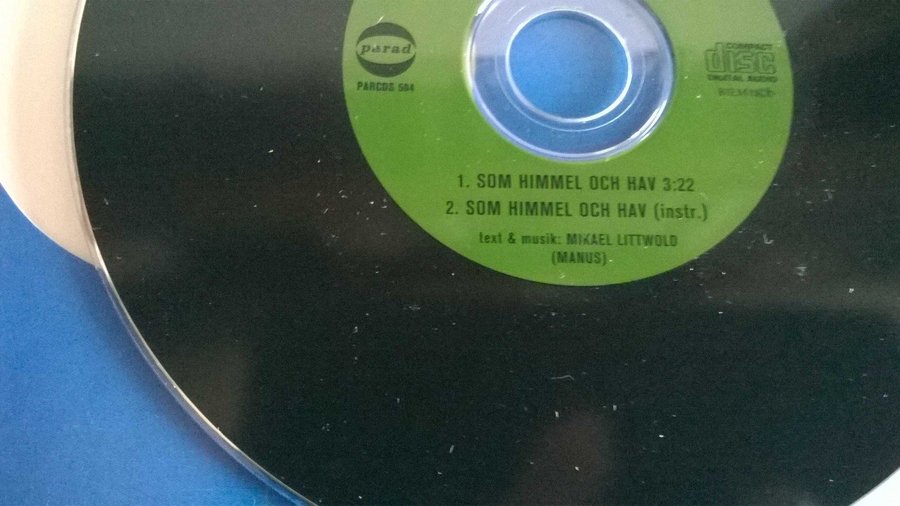 parad
PARCDS 504
COMPACT
disc
DIGITAL AUDIO
1. SOM HIMMEL OCH HAV 3:22
2. SOM HIMMEL OCH HAV (instr.)
text & musik: MIKAEL LITTWOLD
(MANUS)